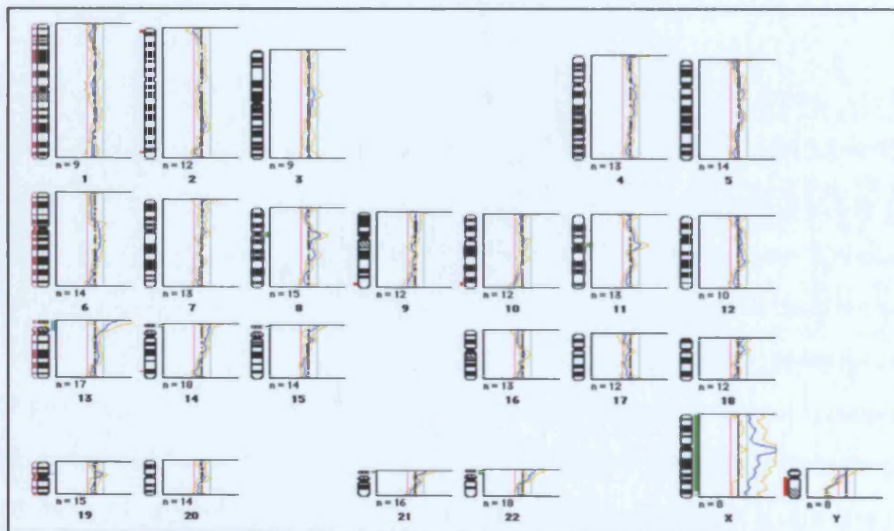 n = 9 n = 12 n = 9 n = 13 n = 14
1 2 3 4 5
n = 14 n = 13 n = 15 n = 12 n = 12 n = 13 n = 10
6 7 8 9 10 11 12
n = 17 n = 18 n = 14 n = 13 n = 12 n = 12
13 14 15 16 17 18
n = 15 n = 14 n = 16 n = 18 n = 8 n = 8
19 20 21 22 X Y